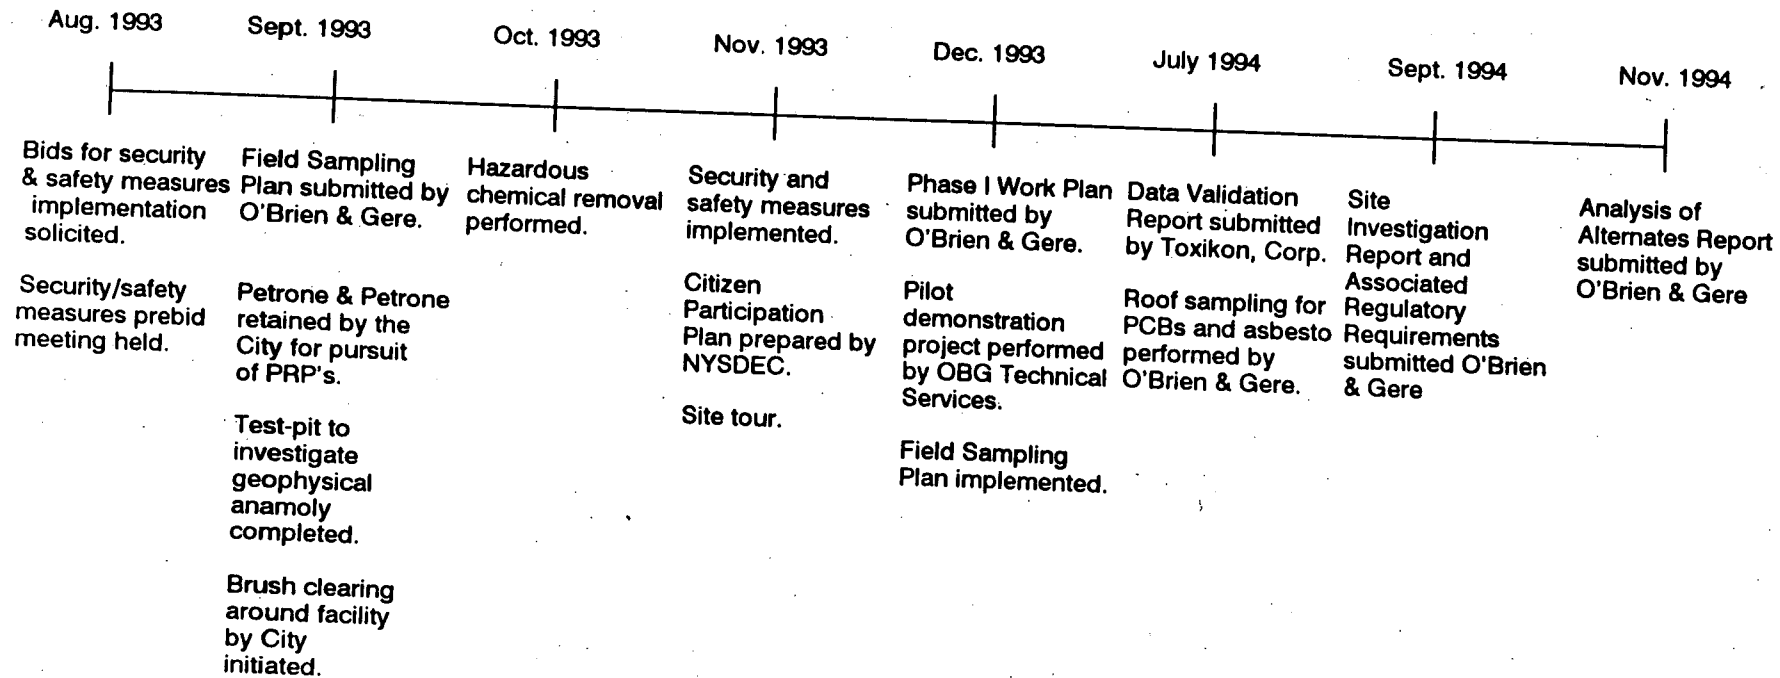 Aug. 1993
Sept. 1993
Oct. 1993
Nov. 1993
Dec. 1993
July 1994
Sept. 1994
Nov. 1994
Bids for security
& safety measures
implementation
solicited.
Security/safety
measures prebid
meeting held.
Field Sampling
Plan submitted by
O'Brien & Gere.
Petrone & Petrone
retained by the
City for pursuit
of PRP's.
Test-pit to
investigate
geophysical
anamoly
completed.
Brush clearing
around facility
by City
initiated.
Hazardous
chemical removal
performed.
Security and
safety measures
implemented.
Citizen
Participation
Plan prepared by
NYSDEC.
Site tour.
Phase I Work Plan
submitted by
O'Brien & Gere.
Pilot
demonstration
project performed
by OBG Technical
Services.
Field Sampling
Plan implemented.
Data Validation
Report submitted
by Toxikon, Corp.
Roof sampling for
PCBs and asbesto
performed by
O'Brien & Gere.
Site
Investigation
Report and
Associated
Regulatory
Requirements
submitted O'Brien
& Gere
Analysis of
Alternates Report
submitted by
O'Brien & Gere